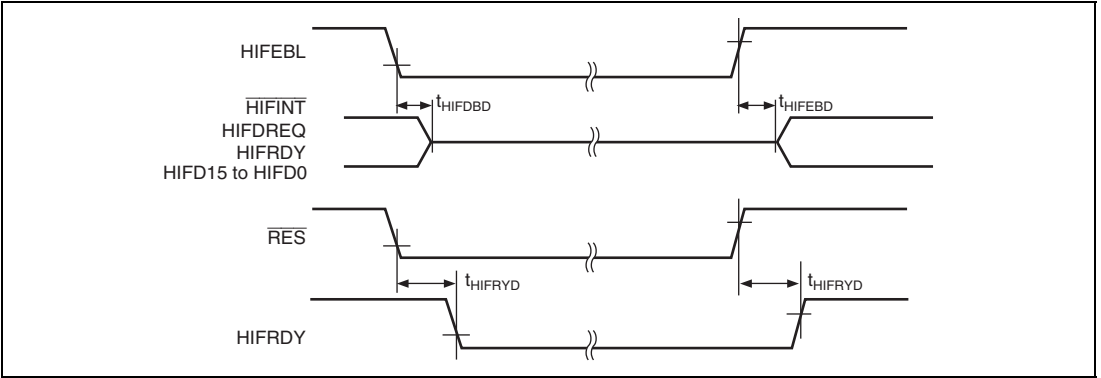 HIFEBL
tHIFDBD
tHIFEBD
HIFINT
HIFDREQ
HIFRDY
HIFD15 to HIFD0
RES
tHIFRYD
tHIFRYD
HIFRDY